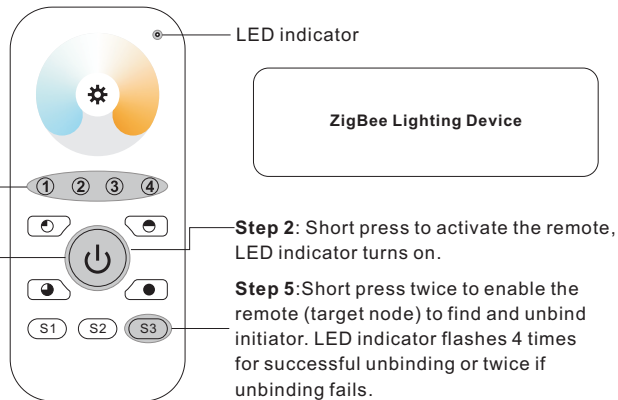 LED indicator
ZigBee Lighting Device
1 2 3 4
Step 2: Short press to activate the remote,
LED indicator turns on.
Step 5:Short press twice to enable the
remote (target node) to find and unbind
initiator. LED indicator flashes 4 times
for successful unbinding or twice if
unbinding fails.
S1 S2 S3